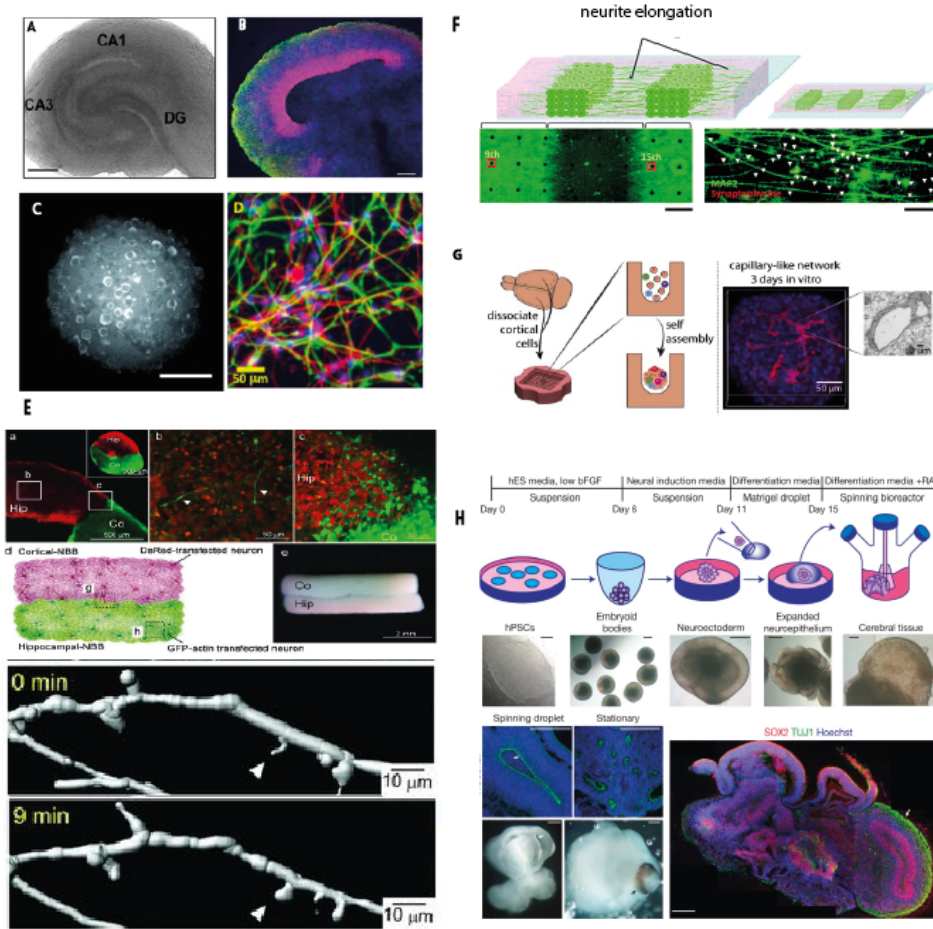 A
CA1
CA3
DG
B
C
D
50 µm
E
a
Hip
Co
500 µm
b
c
Hip
Co
500 µm
b
50 µm
c
Hip
Co
d
Cortical-NBB
DsRed-transfected neuron
g
h
Hippocampal-NBB
GFP-actin transfected neuron
e
Co
Hip
2 mm
0 min
10 µm
9 min
10 µm
neurite elongation
F
9ch
15ch
MAP2
Synaptophysine
G
dissociate
cortical
cells
self
assembly
capillary-like network
3 days in vitro
50 µm
hES media, low bFGF
Neural induction media
Differentiation media
Differentiation media +RA
Suspension
Suspension
Matrigel droplet
Spinning bioreactor
Day 0
Day 6
Day 11
Day 15
H
hPSCs
Embryoid
bodies
Neuroectoderm
Expanded
neuroepithelium
Cerebral tissue
Spinning droplet
Stationary
SOX2 TUJ1 Hoechst